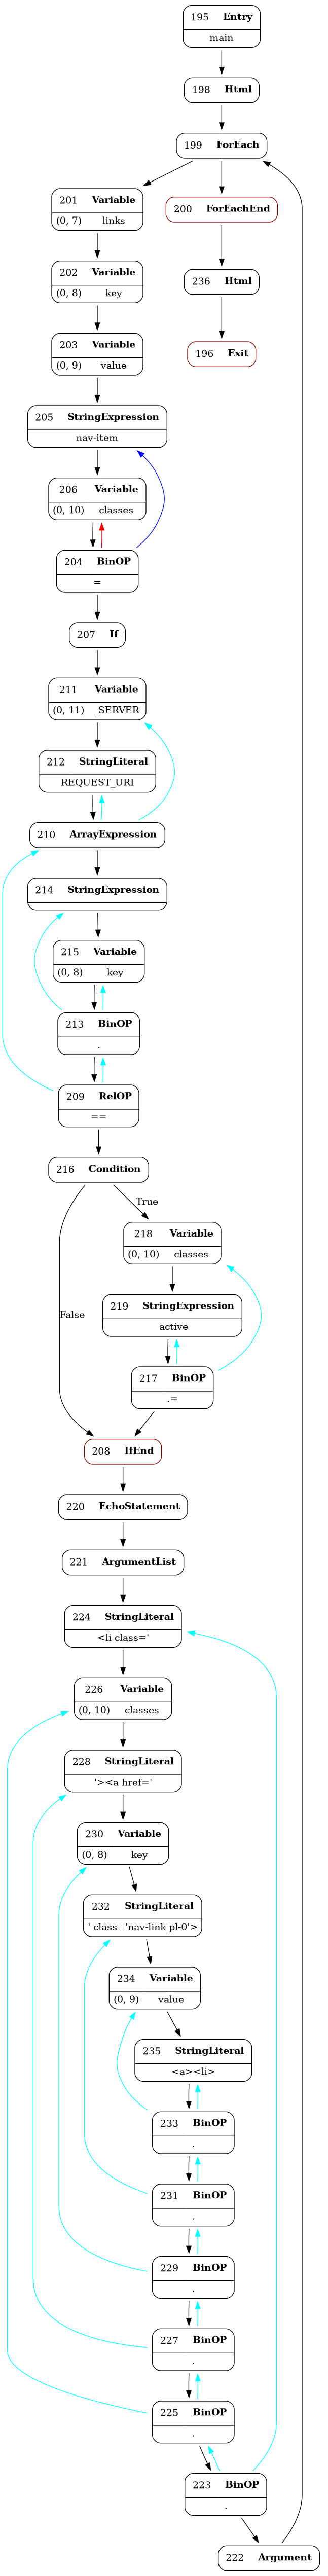 195 Entry
main
198 Html
199 ForEach
201 Variable
(0, 7) links
200 ForEachEnd
202 Variable
(0, 8) key
236 Html
203 Variable
(0, 9) value
196 Exit
205 StringExpression
nav-item
206 Variable
(0, 10) classes
204 BinOP
=
207 If
211 Variable
(0, 11) _SERVER
212 StringLiteral
REQUEST_URI
210 ArrayExpression
214 StringExpression
215 Variable
(0, 8) key
213 BinOP
.
209 RelOP
==
216 Condition
True
218 Variable
(0, 10) classes
219 StringExpression
False
active
217 BinOP
.=
208 IfEnd
220 EchoStatement
221 ArgumentList
224 StringLiteral
<li class='
226 Variable
(0, 10) classes
228 StringLiteral
'><a href='
230 Variable
(0, 8) key
232 StringLiteral
' class='nav-link pl-0'>
234 Variable
(0, 9) value
235 StringLiteral
<a><li>
233 BinOP
.
231 BinOP
.
229 BinOP
.
227 BinOP
.
225 BinOP
.
223 BinOP
.
222 Argument